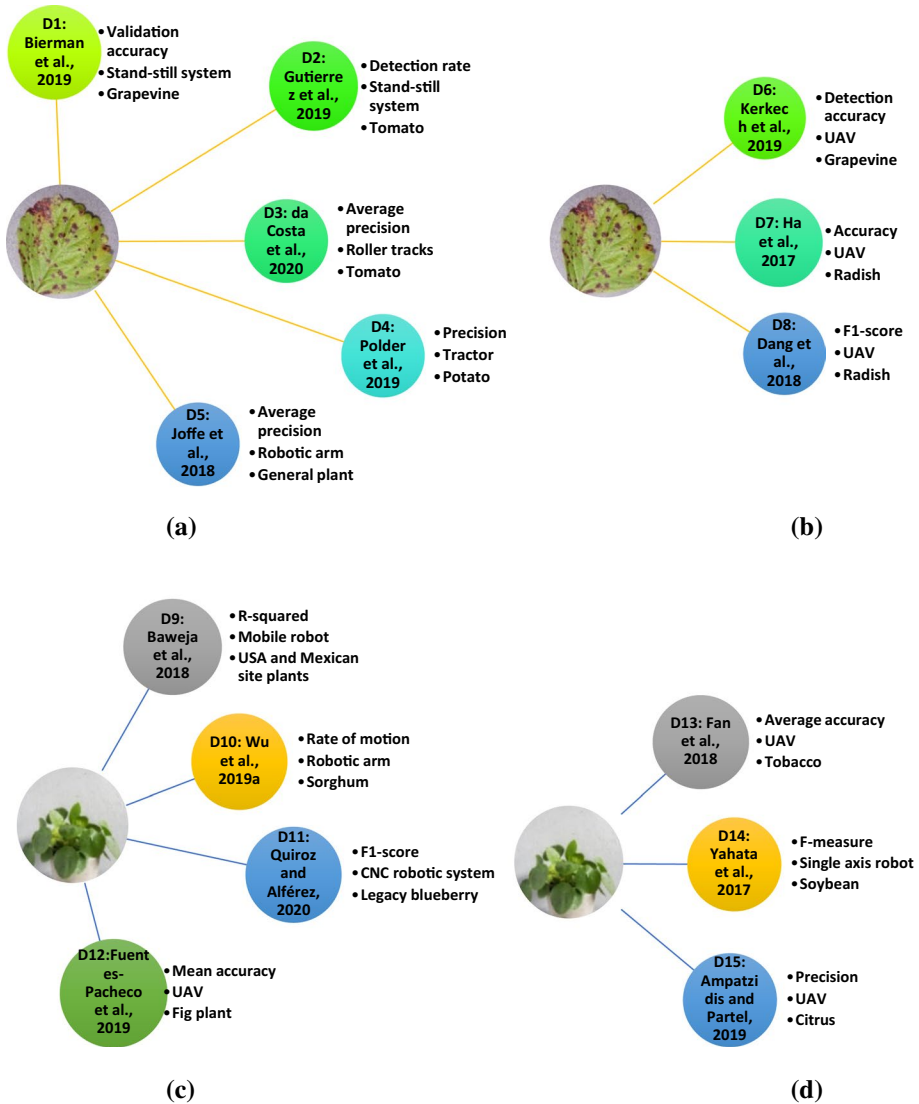 D1:
Bierman
et al.,
2019
• Validation
accuracy
• Stand-still system
• Grapevine
D2:
Gutierre
z et al.,
2019
• Detection rate
• Stand-still
system
• Tomato
D3: da
Costa et
al.,
2020
• Average
precision
• Roller tracks
• Tomato
D4:
Polder
et al.,
2019
• Precision
• Tractor
• Potato
D5:
Joffe et
al.,
2018
• Average
precision
• Robotic arm
• General plant
(a)
D6:
Kerkec
h et al.,
2019
• Detection
accuracy
• UAV
• Grapevine
D7: Ha
et al.,
2017
• Accuracy
• UAV
• Radish
D8:
Dang et
al.,
2018
• F1-score
• UAV
• Radish
(b)
D9:
Baweja
et al.,
2018
• R-squared
• Mobile robot
• USA and Mexican
site plants
D10: Wu
et al.,
2019a
• Rate of motion
• Robotic arm
• Sorghum
D11:
Quiroz
and
Alférez,
2020
• F1-score
• CNC robotic system
• Legacy blueberry
D12:Fuent
es-
Pacheco
et al.,
2019
• Mean accuracy
• UAV
• Fig plant
(c)
D13: Fan
et al.,
2018
• Average accuracy
• UAV
• Tobacco
D14:
Yahata
et al.,
2017
• F-measure
• Single axis robot
• Soybean
D15:
Ampatzi
dis and
Partel,
2019
• Precision
• UAV
• Citrus
(d)